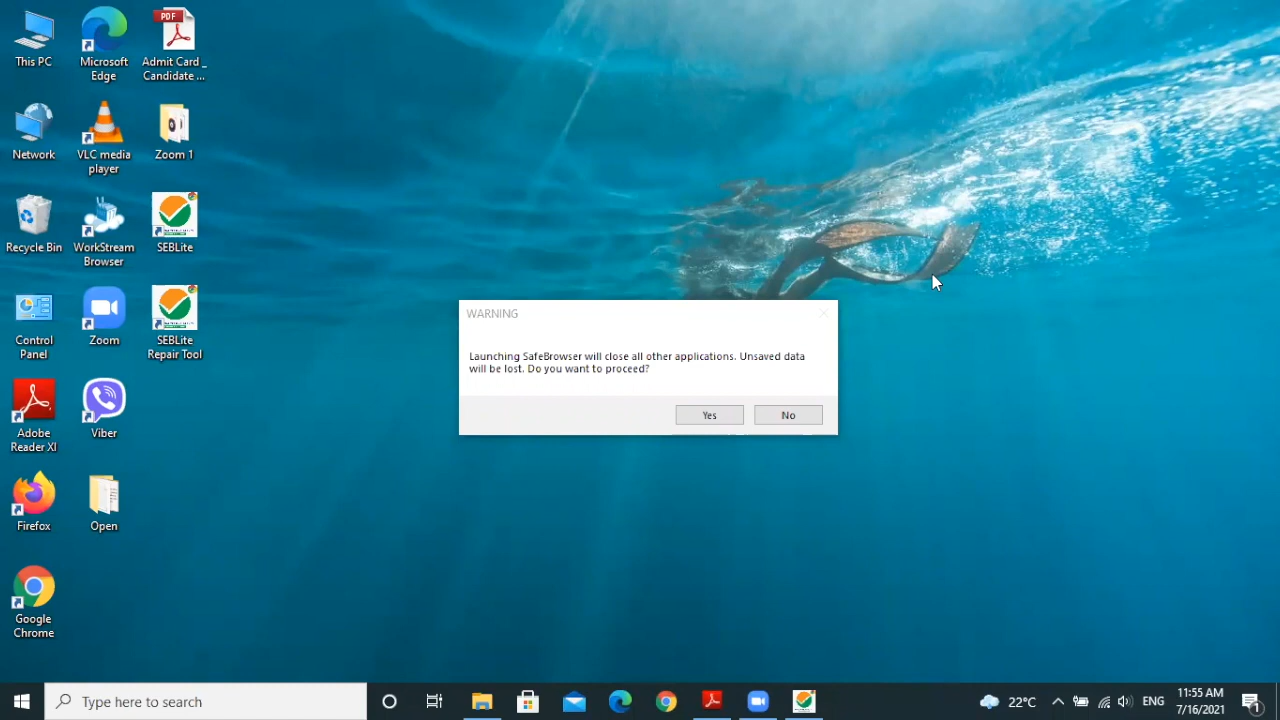 This PC
Microsoft
Edge
PDF
Admit Card _
Candidate ...
Network
VLC media
player
Zoom 1
Recycle Bin
WorkStream
Browser
SEBLite
Control
Panel
Zoom
SEBLite
Repair Tool
Adobe
Reader XI
Viber
Firefox
Open
Google
Chrome
WARNING
Launching SafeBrowser will close all other applications. Unsaved data
will be lost. Do you want to proceed?
Yes
No
Type here to search
22°C
ENG
11:55 AM
7/16/2021
1